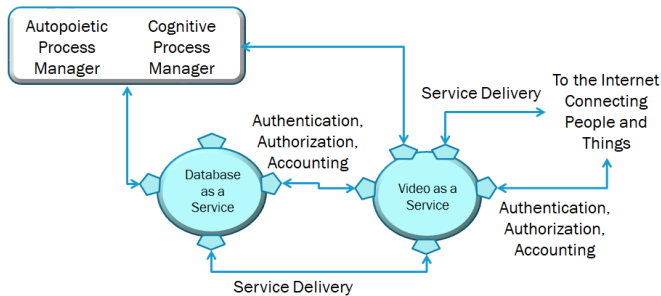 Autopoietic
Process
Manager
Cognitive
Process
Manager
Service Delivery
To the Internet
Connecting
People and
Things
Authentication,
Authorization,
Accounting
Database
as a
Service
Video as a
Service
Authentication,
Authorization,
Accounting
Service Delivery